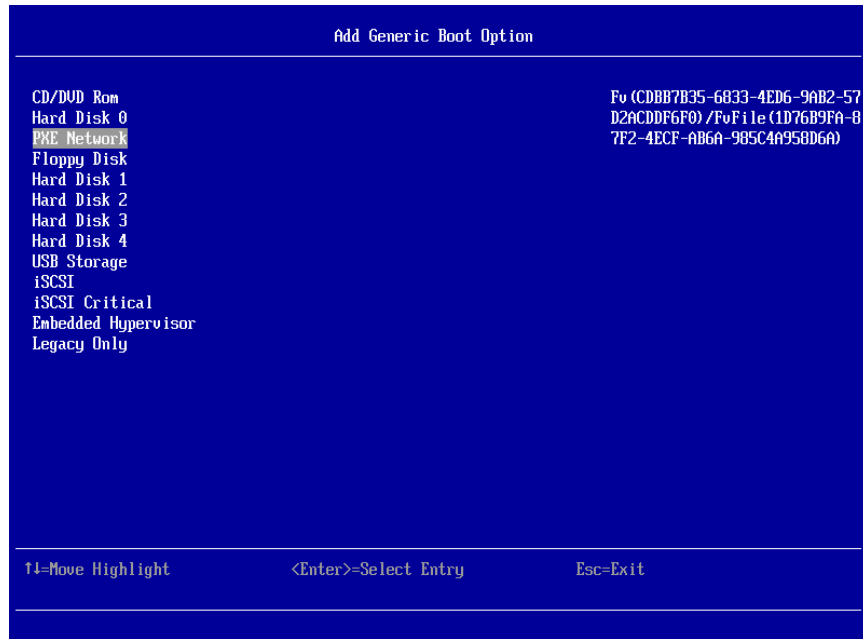 Add Generic Boot Option
CD/DVD Rom
Hard Disk 0
PXE Network
Floppy Disk
Hard Disk 1
Hard Disk 2
Hard Disk 3
Hard Disk 4
USB Storage
iSCSI
iSCSI Critical
Embedded Hypervisor
Legacy Only
Fv(CDBB7B35-6833-4ED6-9AB2-57
D2ACDDF6F0)/FvFile(1D76B9FA-8
7F2-4ECF-AB6A-985C4A958D6A)
↑↓=Move Highlight
<Enter>=Select Entry
Esc=Exit